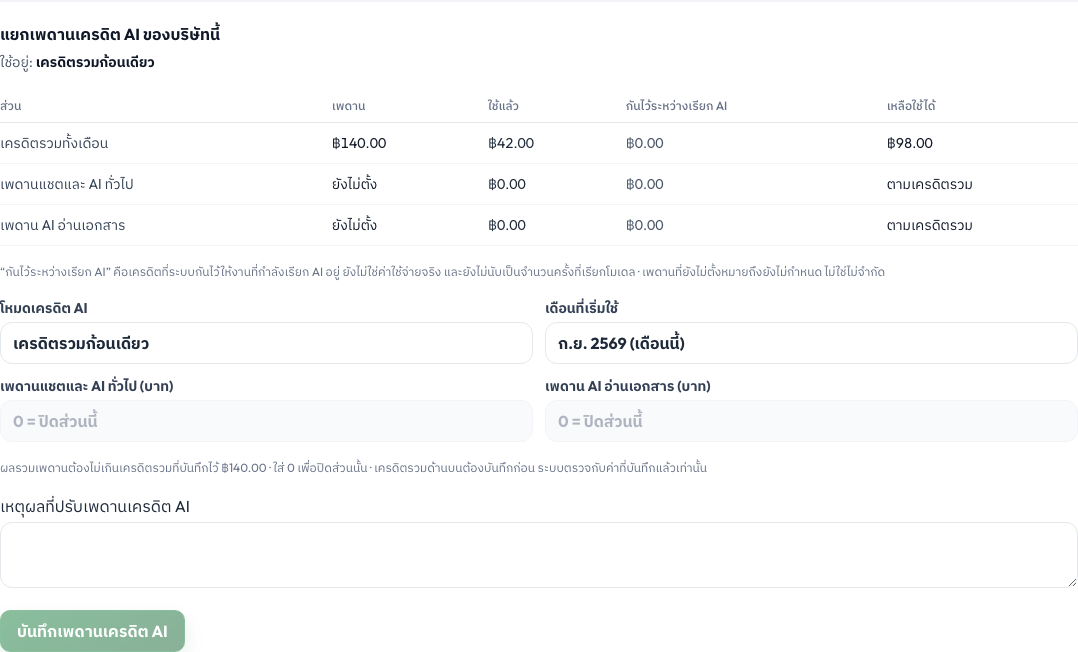 แยกเพดานเครดิต AI ของบริษัทนี้
ใช้อยู่: เครดิตรวมก้อนเดียว
ส่วน เพดาน ใช้แล้ว กันไว้ระหว่างเรียก AI เหลือใช้ได้
เครดิตรวมทั้งเดือน ฿140.00 ฿42.00 ฿0.00 ฿98.00
เพดานแชตและ AI ทั่วไป ยังไม่ตั้ง ฿0.00 ฿0.00 ตามเครดิตรวม
เพดาน AI อ่านเอกสาร ยังไม่ตั้ง ฿0.00 ฿0.00 ตามเครดิตรวม
“กันไว้ระหว่างเรียก AI” คือเครดิตที่ระบบกันไว้ให้งานที่กำลังเรียก AI อยู่ ยังไม่ใช่ค่าใช้จ่ายจริง และยังไม่นับเป็นจำนวนครั้งที่เรียกโมเดล · เพดานที่ยังไม่ตั้งหมายถึงยังไม่กำหนด ไม่ใช่ไม่จำกัด
โหมดเครดิต AI เดือนที่เริ่มใช้
เครดิตรวมก้อนเดียว ก.ย. 2569 (เดือนนี้)
เพดานแชตและ AI ทั่วไป (บาท) เพดาน AI อ่านเอกสาร (บาท)
0 = ปิดส่วนนี้ 0 = ปิดส่วนนี้
ผลรวมเพดานต้องไม่เกินเครดิตรวมที่บันทึกไว้ ฿140.00 · ใส่ 0 เพื่อปิดส่วนนั้น · เครดิตรวมด้านบนต้องบันทึกก่อน ระบบตรวจกับค่าที่บันทึกแล้วเท่านั้น
เหตุผลที่ปรับเพดานเครดิต AI
บันทึกเพดานเครดิต AI